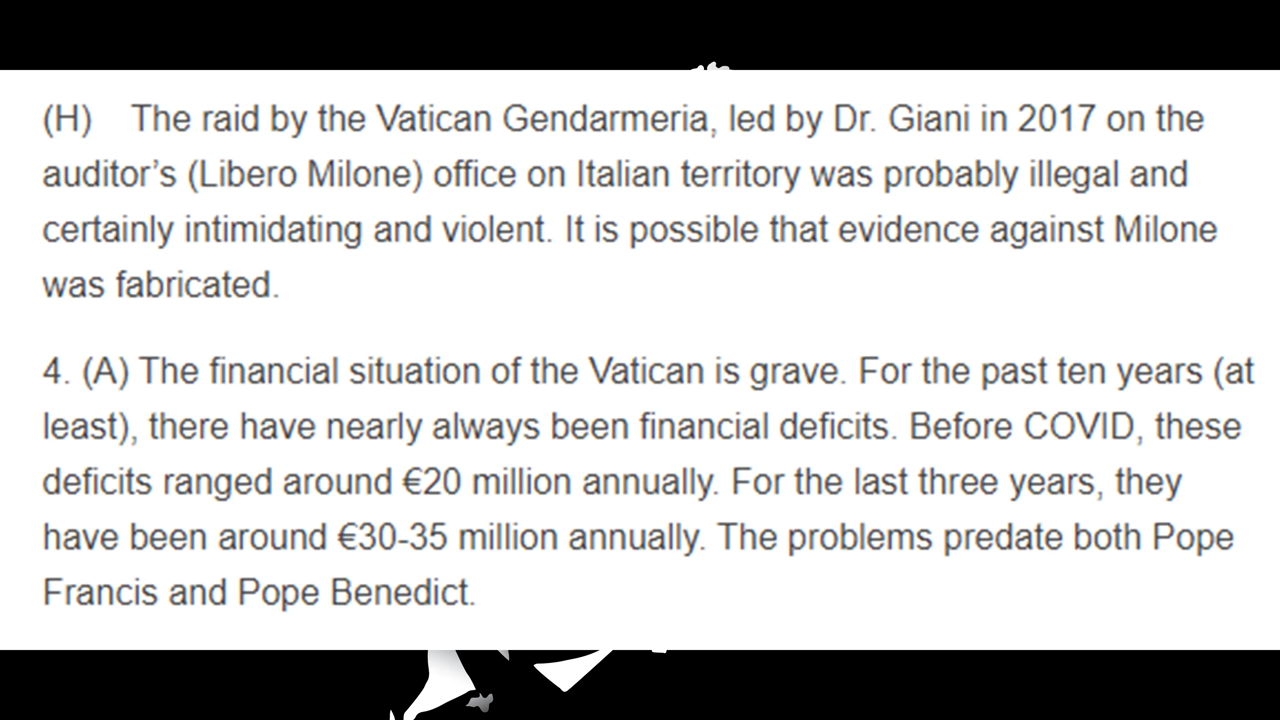 (H) The raid by the Vatican Gendarmeria, led by Dr. Giani in 2017 on the
auditor’s (Libero Milone) office on Italian territory was probably illegal and
certainly intimidating and violent. It is possible that evidence against Milone
was fabricated.
4. (A) The financial situation of the Vatican is grave. For the past ten years (at
least), there have nearly always been financial deficits. Before COVID, these
deficits ranged around €20 million annually. For the last three years, they
have been around €30-35 million annually. The problems predate both Pope
Francis and Pope Benedict.